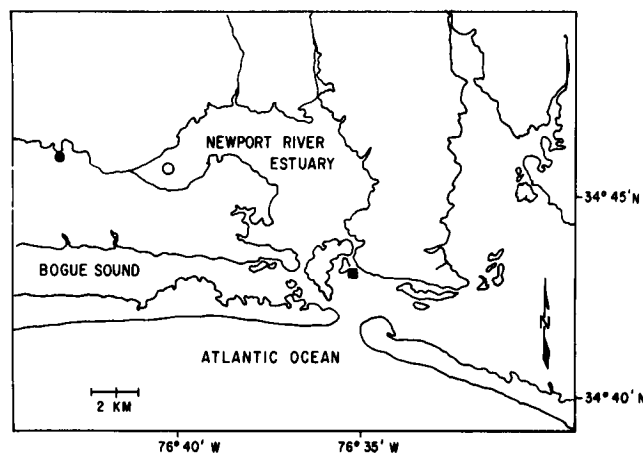 NEWPORT RIVER
ESTUARY
34°45'N
BOGUE SOUND
N
ATLANTIC OCEAN
2 KM
34°40'N
76°40' W
76°35' W